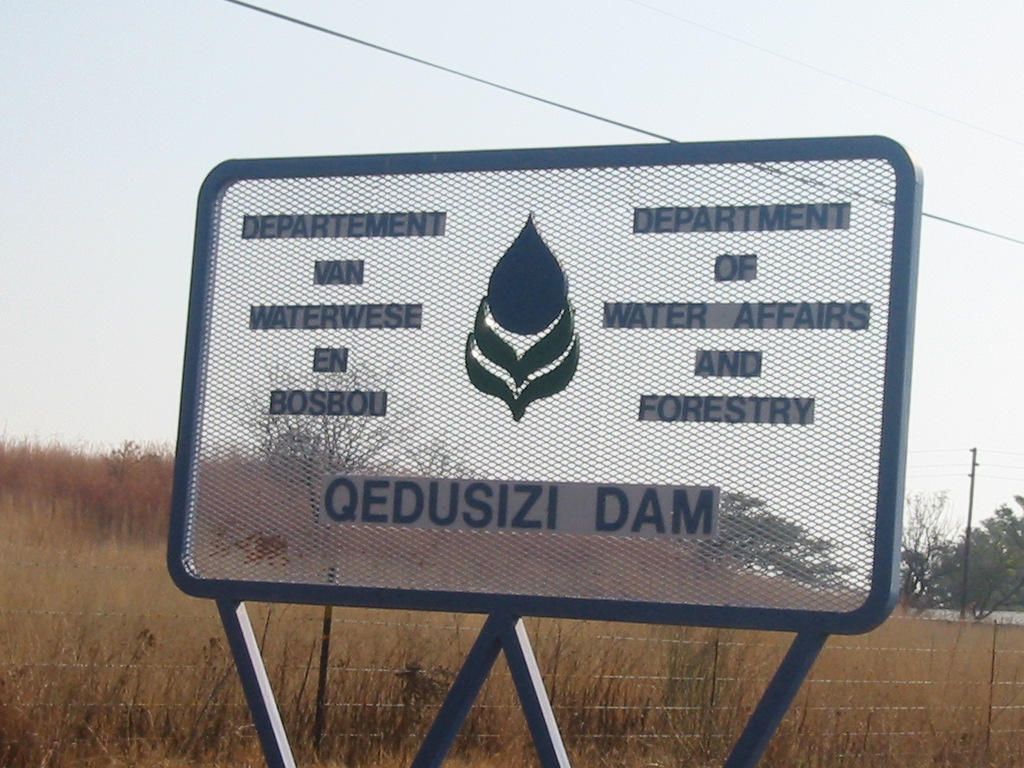 DEPARTEMENT
VAN
WATERWESE
EN
BOSBOU
DEPARTMENT
OF
WATER AFFAIRS
AND
FORESTRY
QEDUSIZI DAM